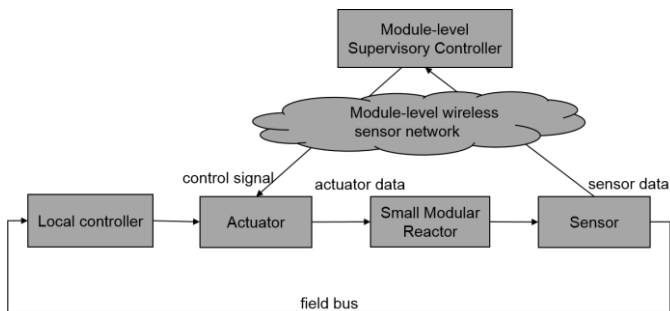 Module-level
Supervisory Controller
Module-level wireless
sensor network
control signal
actuator data
sensor data
Local controller
Actuator
Small Modular
Reactor
Sensor
field bus